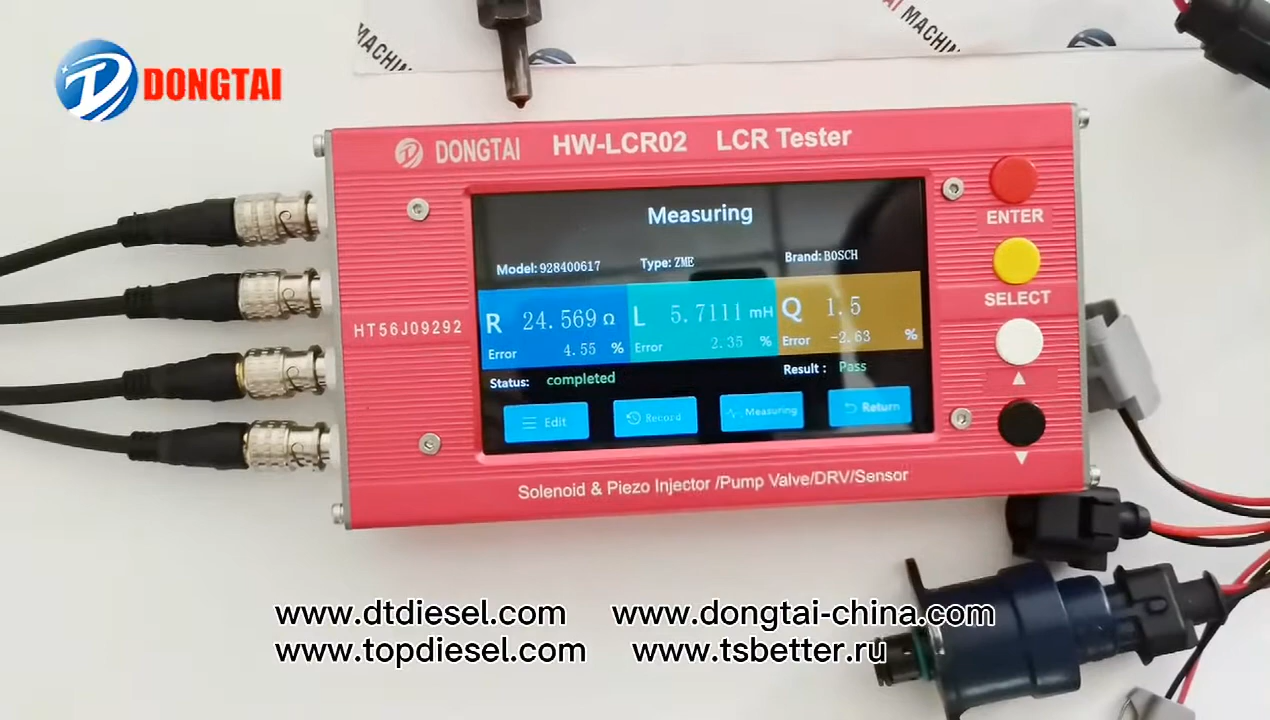 DONGTAI
MACHIN
MACHIN
DONGTAI HW-LCR02 LCR Tester
Measuring
Model: 928400617 Type: ZME Brand: BOSCH
R 24.569 Ω L 5.7111 mH Q 1.5
Error 4.55 % Error 2.35 % Error -2.63 %
Status: completed Result : Pass
Edit Record Measuring Return
ENTER
SELECT
HT56J09292
Solenoid & Piezo Injector /Pump Valve/DRV/Sensor
www.dtdiesel.com www.dongtai-china.com
www.topdiesel.com www.tsbetter.ru